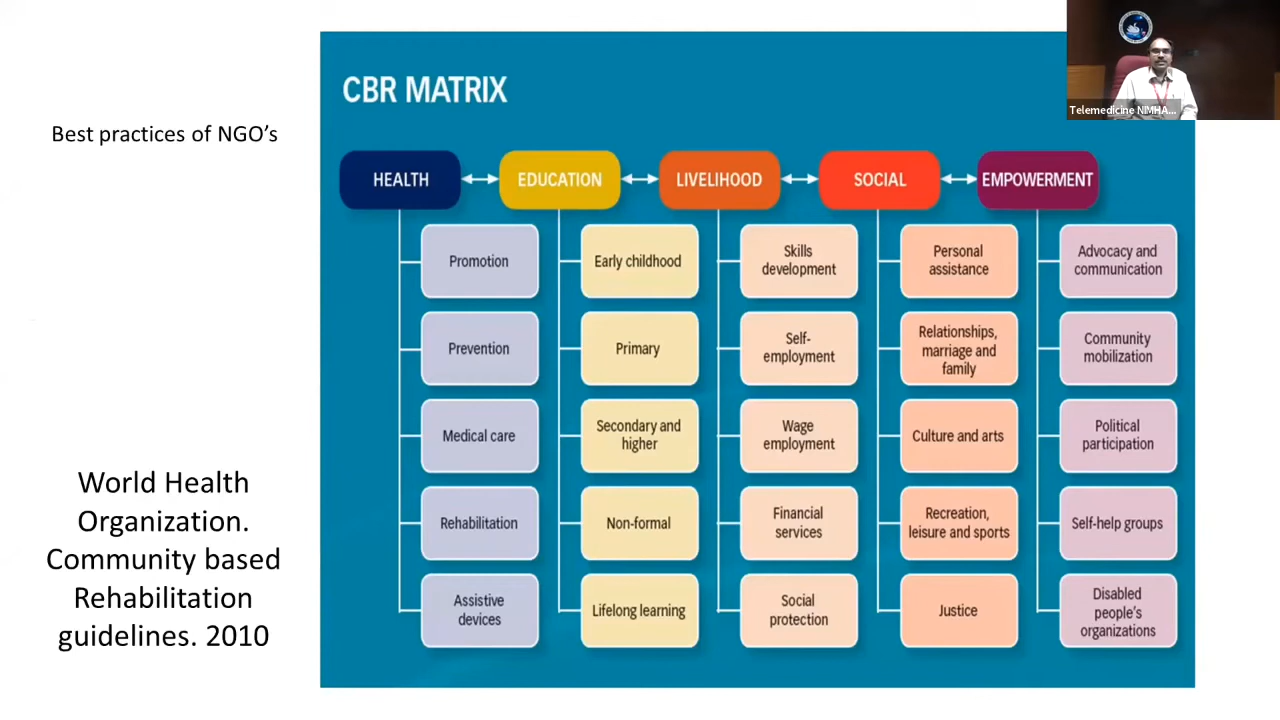 Best practices of NGO's
World Health
Organization.
Community based
Rehabilitation
guidelines. 2010
CBR MATRIX
HEALTH
EDUCATION
LIVELIHOOD
SOCIAL
EMPOWERMENT
Promotion
Prevention
Medical care
Rehabilitation
Assistive
devices
Early childhood
Primary
Secondary and
higher
Non-formal
Lifelong learning
Skills
development
Self-
employment
Wage
employment
Financial
services
Social
protection
Personal
assistance
Relationships,
marriage and
family
Culture and arts
Recreation,
leisure and sports
Justice
Advocacy and
communication
Community
mobilization
Political
participation
Self-help groups
Disabled
people's
organizations
Telemedicine NIMHA...